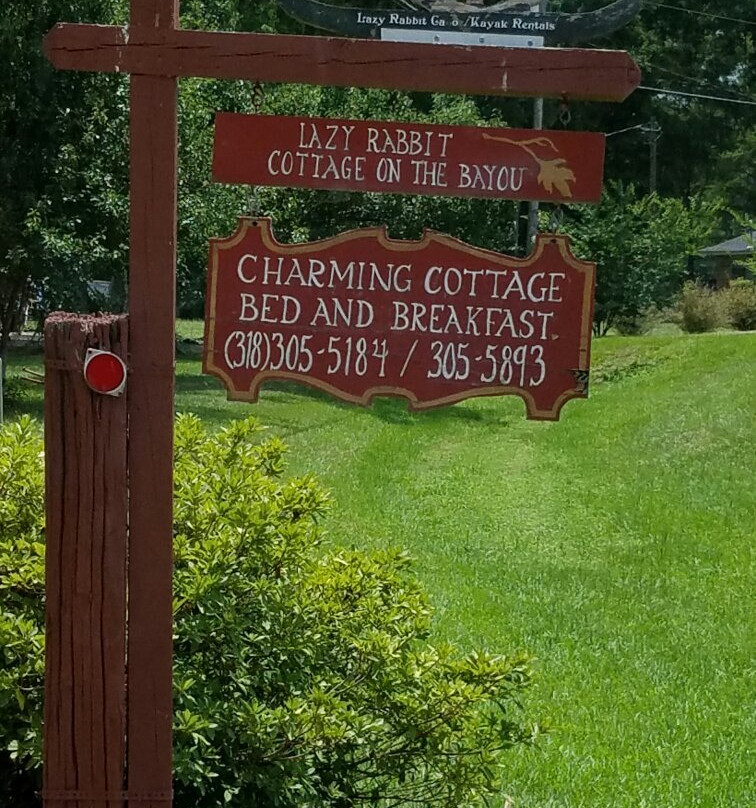 Lazy Rabbit /Kayak Rentals
LAZY RABBIT
COTTAGE ON THE BAYOU
CHARMING COTTAGE
BED AND BREAKFAST
(318)305-5184 / 305-5893